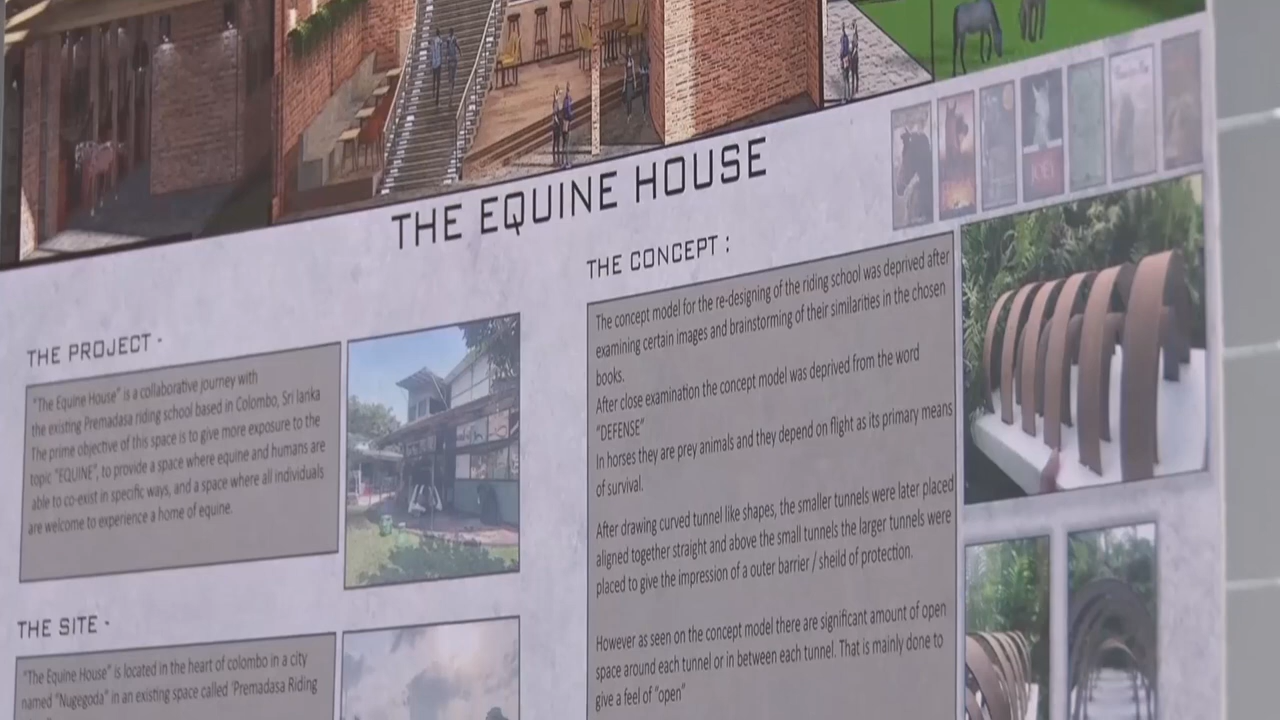 THE EQUINE HOUSE
THE PROJECT -
"The Equine House" is a collaborative journey with
the existing Premadasa riding school based in Colombo, Sri lanka
The prime objective of this space is to give more exposure to the
topic "EQUINE", to provide a space where equine and humans are
able to co-exist in specific ways, and a space where all individuals
are welcome to experience a home of equine.
THE SITE -
"The Equine House" is located in the heart of colombo in a city
named "Nugegoda" in an existing space called 'Premadasa Riding
THE CONCEPT :
The concept model for the re-designing of the riding school was deprived after
examining certain images and brainstorming of their similarities in the chosen
books.
After close examination the concept model was deprived from the word
"DEFENSE"
In horses they are prey animals and they depend on flight as its primary means
of survival.
After drawing curved tunnel like shapes, the smaller tunnels were later placed
aligned together straight and above the small tunnels the larger tunnels were
placed to give the impression of a outer barrier / sheild of protection.
However as seen on the concept model there are significant amount of open
space around each tunnel or in between each tunnel. That is mainly done to
give a feel of "open"